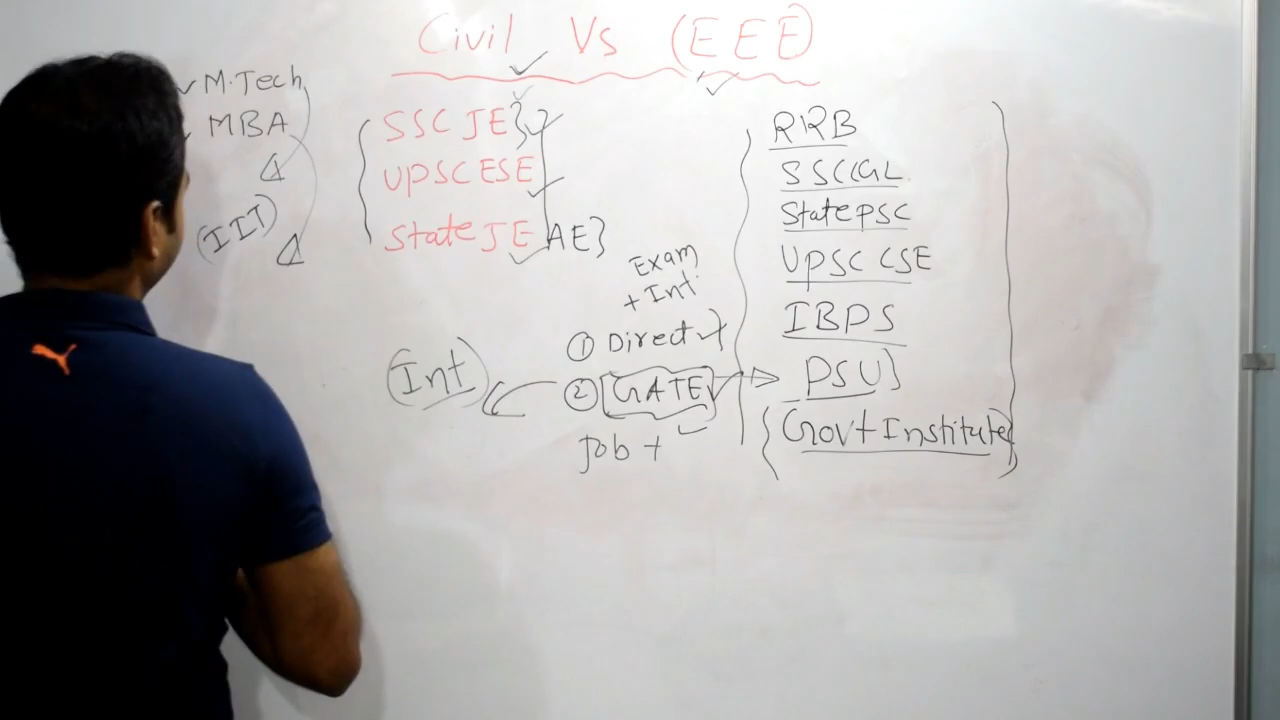 Civil Vs (EEE)
M.Tech
MBA
(IIT)
SSC JE}
UPSC ESE
State JE AE}
Exam
+ Int
① Direct
② GATE
Job +
(Int)
RRB
SSC CGL
State PSC
UPSC CSE
IBPS
PSU}
{Govt Institute}